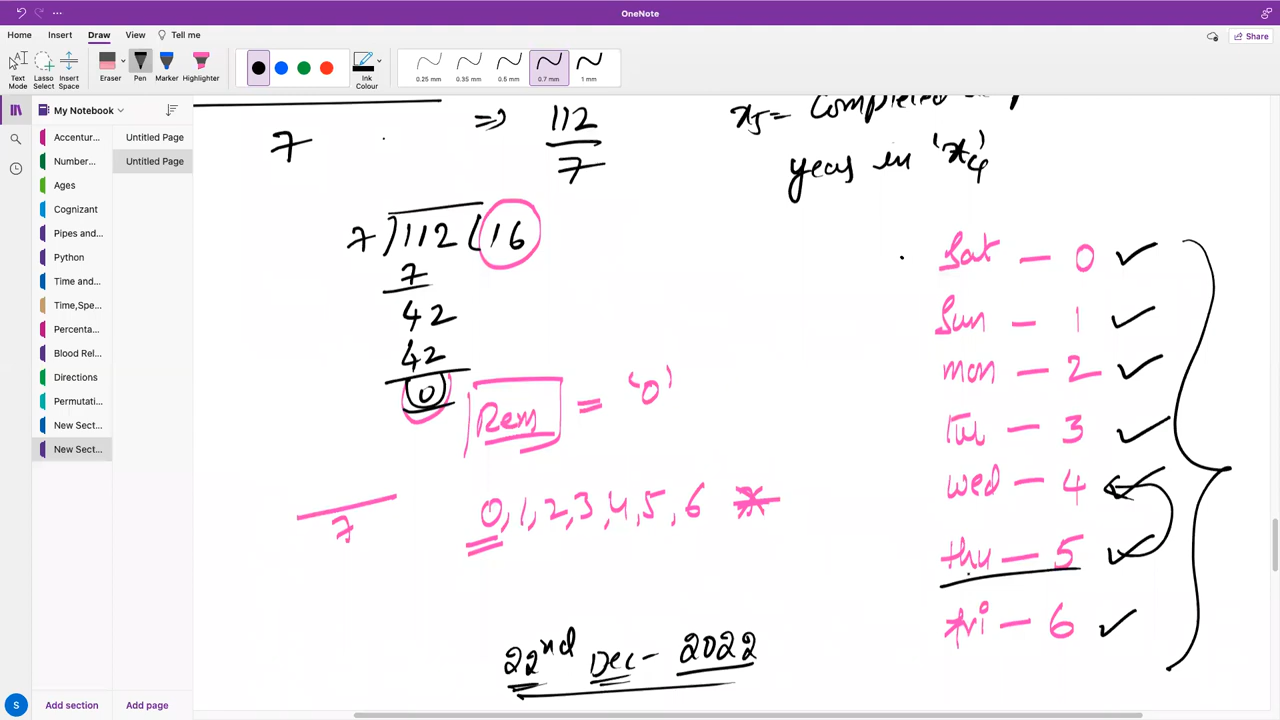 OneNote
Home Insert Draw View Tell me
Share
Text Mode
Lasso Select
Insert Space
Eraser
Pen
Marker
Highlighter
Ink Colour
0.25 mm
0.35 mm
0.5 mm
0.7 mm
1 mm
My Notebook
Accentur...
Number...
Ages
Cognizant
Pipes and...
Python
Time and...
Time,Spe...
Percenta...
Blood Rel...
Directions
Permutati...
New Sect...
New Sect...
Untitled Page
Untitled Page
S
Add section
Add page
7 ⇒ 112
7
x5 = Completed
years in 'x4'
7)112(16
7
42
42
0
Rem = '0'
7
0, 1, 2, 3, 4, 5, 6
22nd Dec - 2022
Sat - 0 ✓
Sun - 1 ✓
mon - 2 ✓
tue - 3 ✓
wed - 4 ✓
thu - 5 ✓
fri - 6 ✓